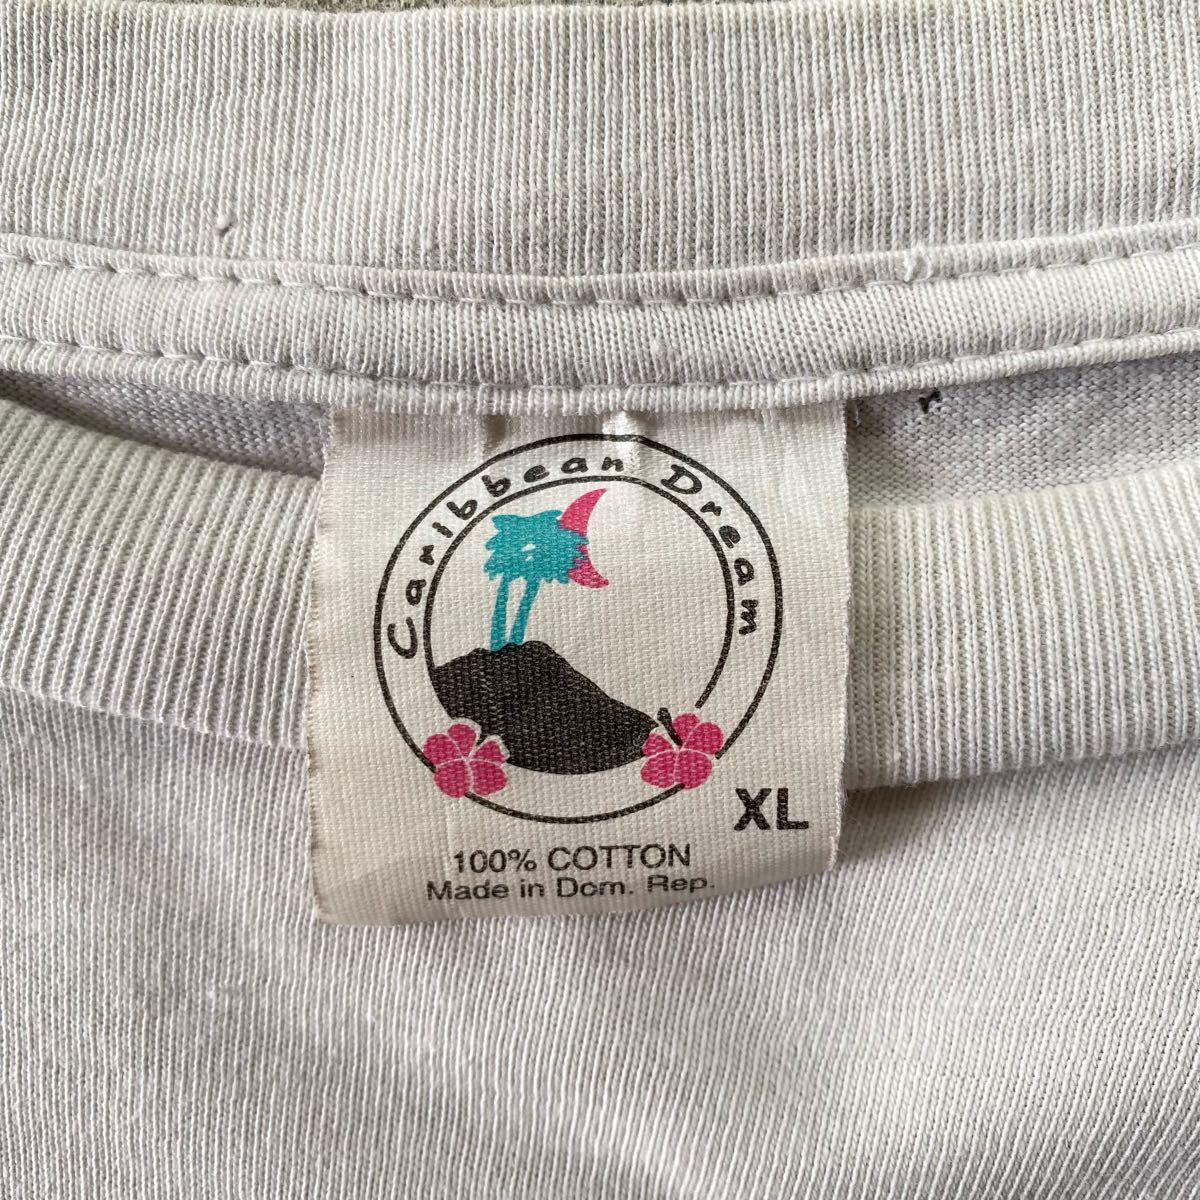 Caribbean Dream
XL
100% COTTON
Made in Dom. Rep.